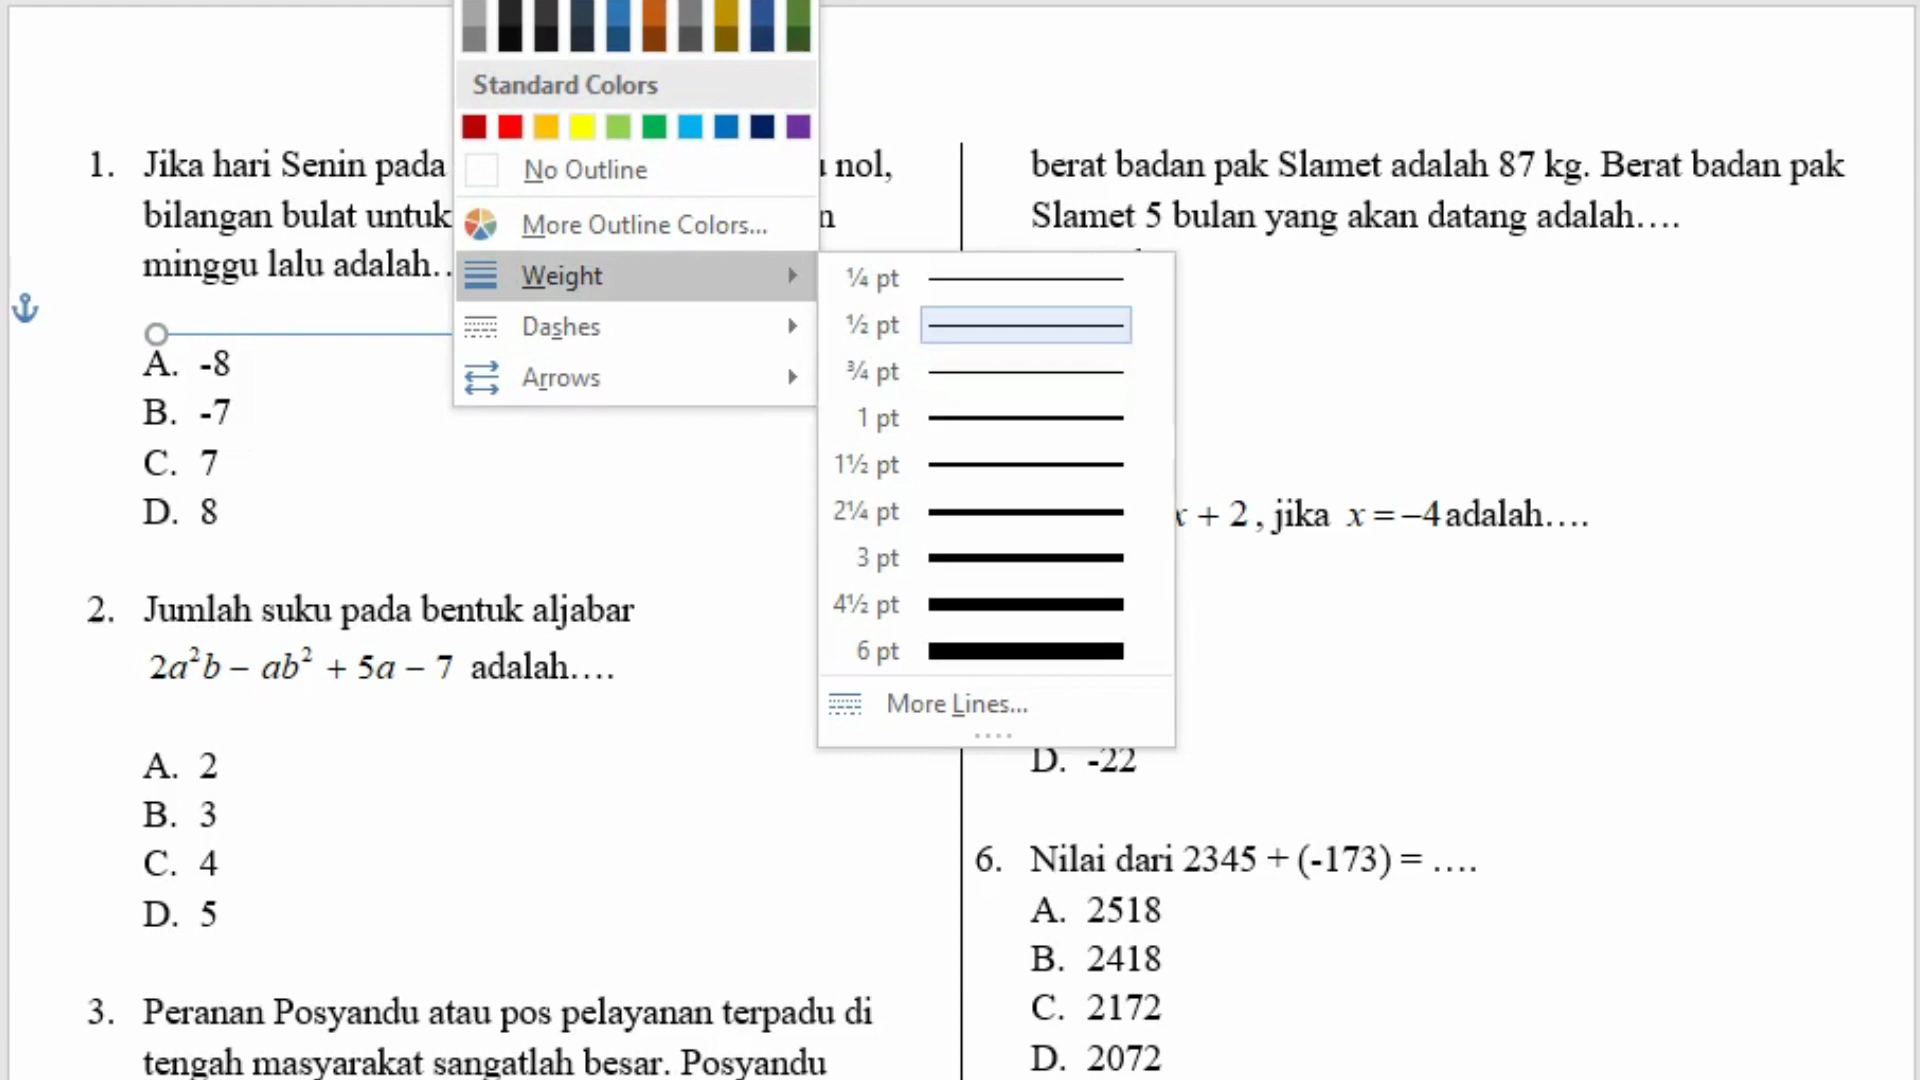 Standard Colors
No Outline
More Outline Colors...
Weight
Dashes
Arrows
¼ pt
½ pt
¾ pt
1 pt
1½ pt
2¼ pt
3 pt
4½ pt
6 pt
More Lines...
1. Jika hari Senin pada nol,
bilangan bulat untuk
minggu lalu adalah..
A. -8
B. -7
C. 7
D. 8
2. Jumlah suku pada bentuk aljabar
2a²b – ab² + 5a – 7 adalah….
A. 2
B. 3
C. 4
D. 5
3. Peranan Posyandu atau pos pelayanan terpadu di
tengah masyarakat sangatlah besar. Posyandu
berat badan pak Slamet adalah 87 kg. Berat badan pak
Slamet 5 bulan yang akan datang adalah….
x + 2, jika x = –4 adalah….
D. -22
6. Nilai dari 2345 + (-173) = ….
A. 2518
B. 2418
C. 2172
D. 2072